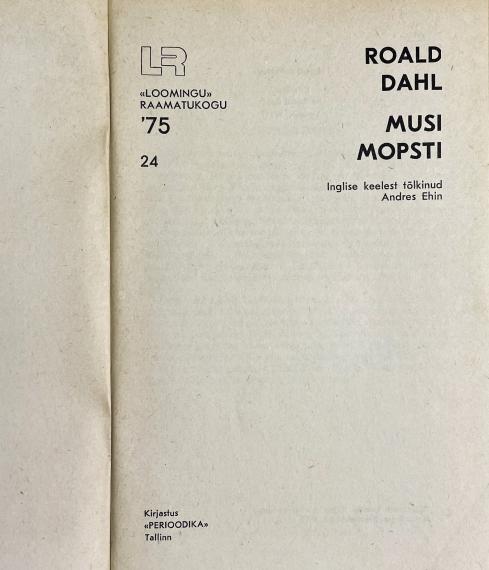 LR
«LOOMINGU»
RAAMATUKOGU
'75
24
ROALD
DAHL
MUSI
MOPSTI
Inglise keelest tõlkinud
Andres Ehin
Kirjastus
«PERIOODIKA»
Tallinn